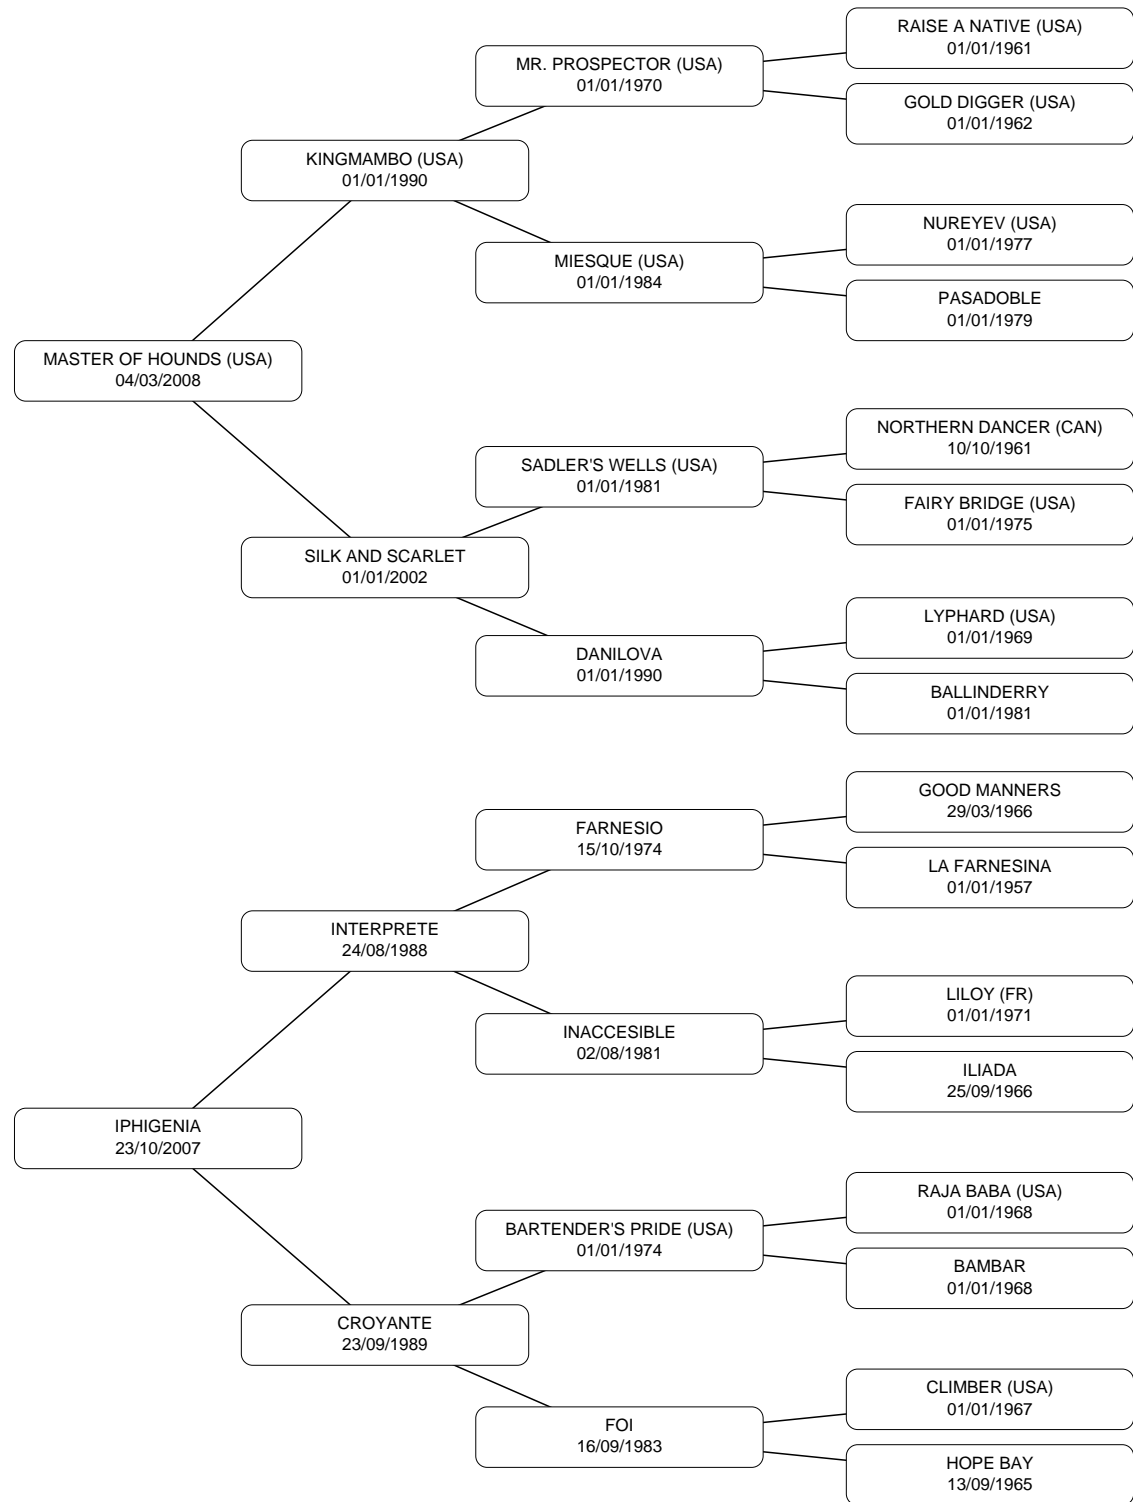 RAISE A NATIVE (USA)
01/01/1961
MR. PROSPECTOR (USA)
01/01/1970
GOLD DIGGER (USA)
01/01/1962
KINGMAMBO (USA)
01/01/1990
NUREYEV (USA)
01/01/1977
MIESQUE (USA)
01/01/1984
PASADOBLE
01/01/1979
MASTER OF HOUNDS (USA)
04/03/2008
NORTHERN DANCER (CAN)
10/10/1961
SADLER'S WELLS (USA)
01/01/1981
FAIRY BRIDGE (USA)
01/01/1975
SILK AND SCARLET
01/01/2002
LYPHARD (USA)
01/01/1969
DANILOVA
01/01/1990
BALLINDERRY
01/01/1981
GOOD MANNERS
29/03/1966
FARNESIO
15/10/1974
LA FARNESINA
01/01/1957
INTERPRETE
24/08/1988
LILOY (FR)
01/01/1971
INACCESIBLE
02/08/1981
ILIADA
25/09/1966
IPHIGENIA
23/10/2007
RAJA BABA (USA)
01/01/1968
BARTENDER'S PRIDE (USA)
01/01/1974
BAMBAR
01/01/1968
CROYANTE
23/09/1989
CLIMBER (USA)
01/01/1967
FOI
16/09/1983
HOPE BAY
13/09/1965